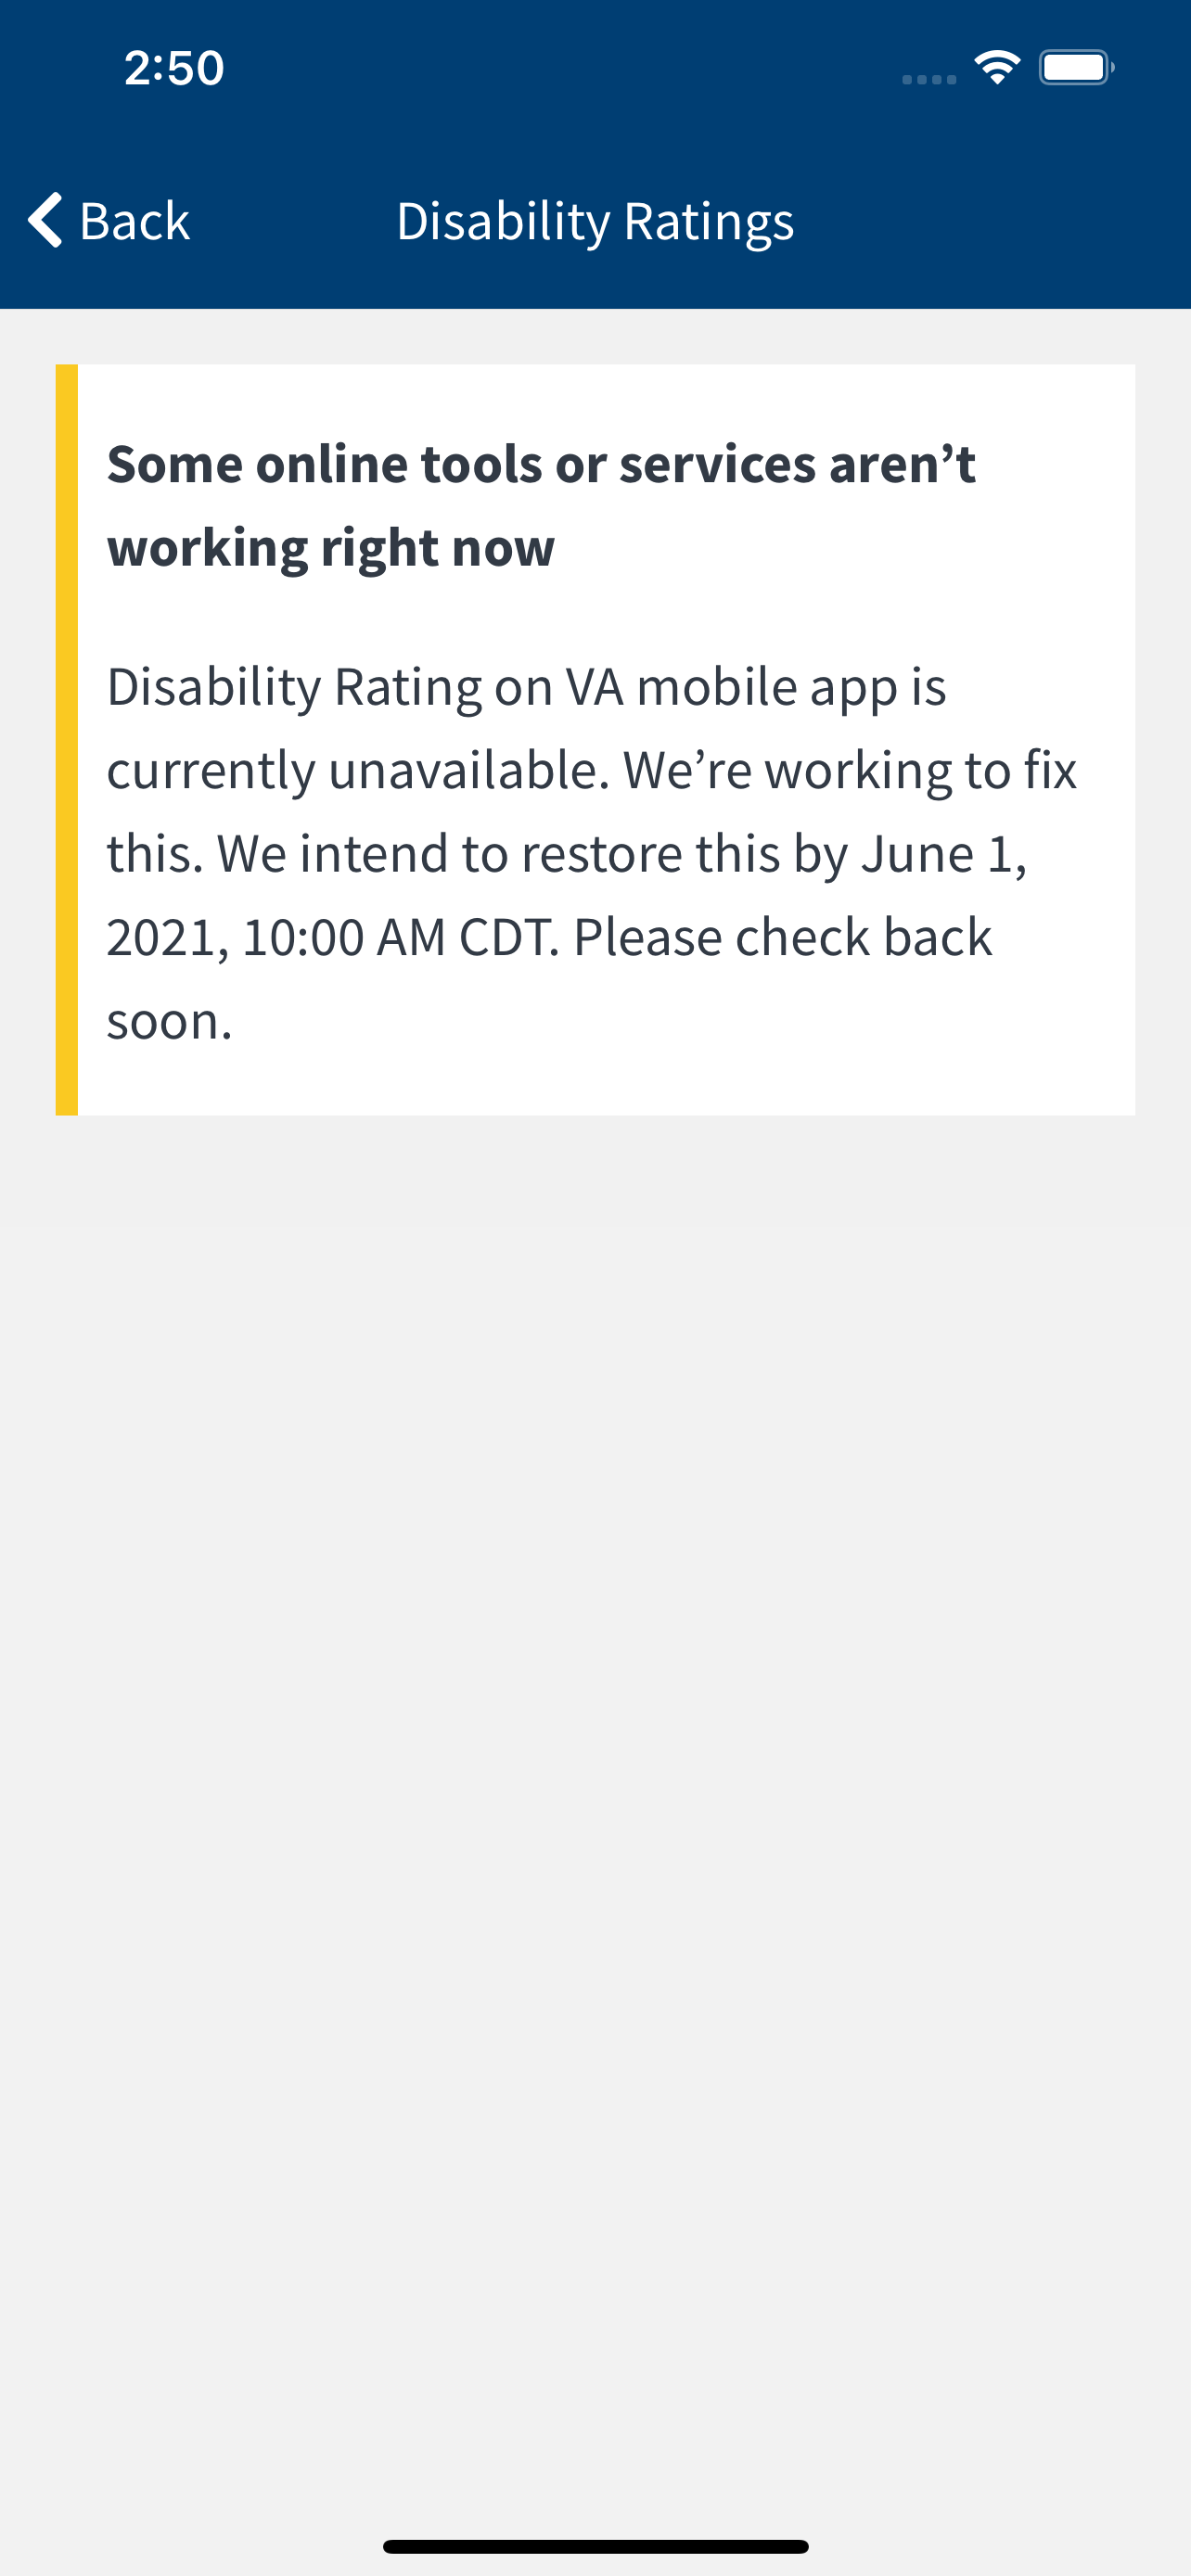 2:50
Back
Disability Ratings
Some online tools or services aren’t
working right now
Disability Rating on VA mobile app is
currently unavailable. We’re working to fix
this. We intend to restore this by June 1,
2021, 10:00 AM CDT. Please check back
soon.